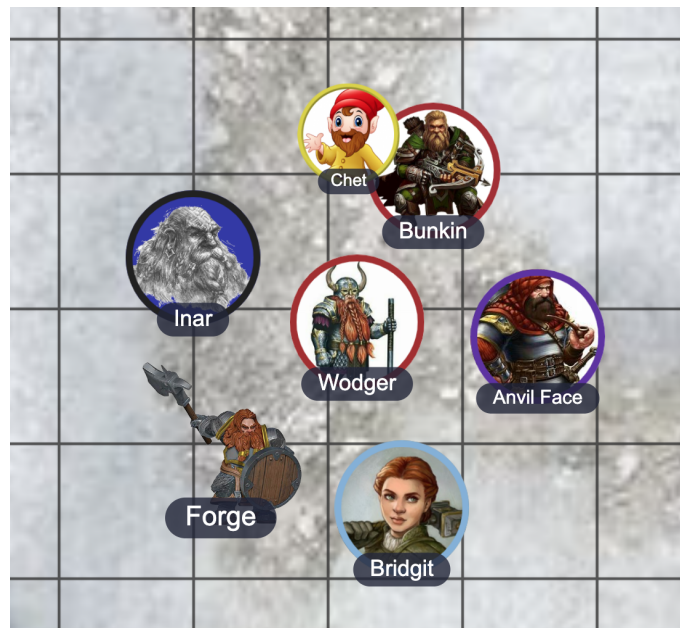 Chet
Bunkin
Inar
Wodger
Anvil Face
Forge
Bridgit